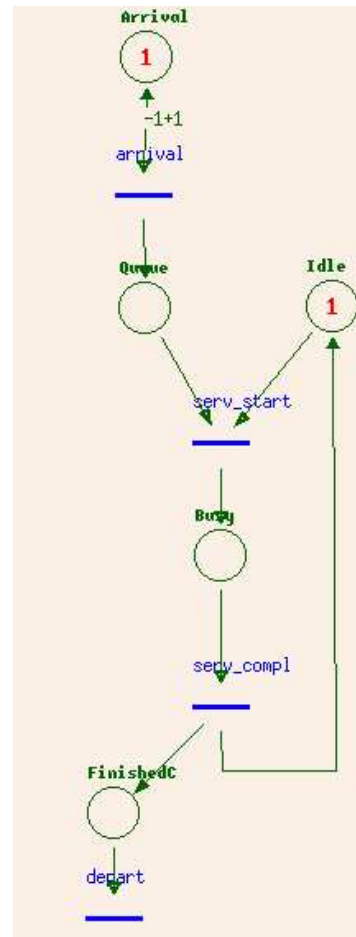 Arrival
1
-1+1
arrival
Queue
Idle
1
serv_start
Busy
serv_compl
FinishedC
depart